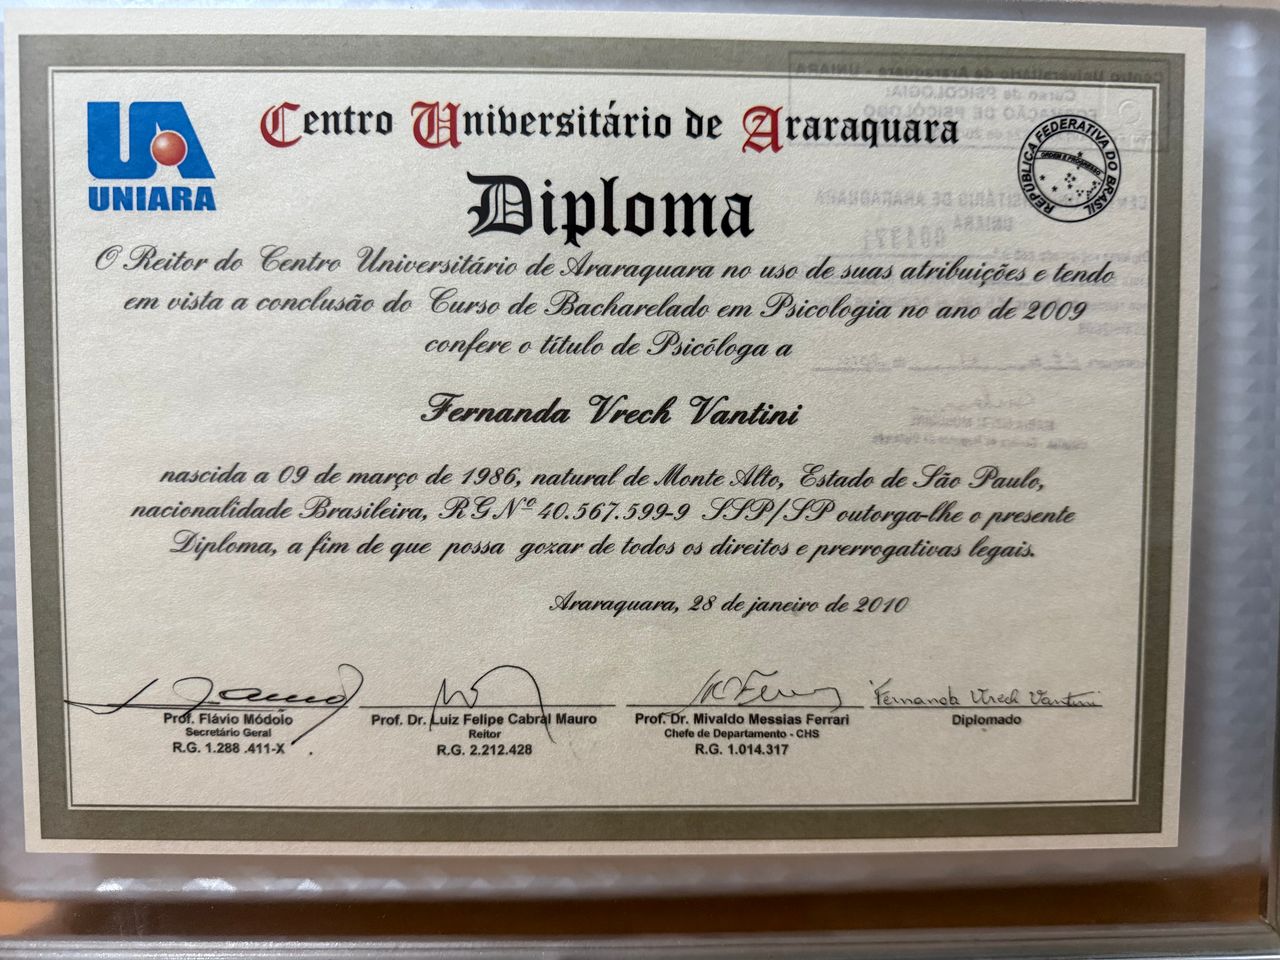 UNIARA
Centro Universitário de Araraquara
REPÚBLICA FEDERATIVA DO BRASIL
ORDEM E PROGRESSO
Diploma
O Reitor do Centro Universitário de Araraquara no uso de suas atribuições e tendo
em vista a conclusão do Curso de Bacharelado em Psicologia no ano de 2009
confere o título de Psicóloga a
Fernanda Vrech Vantini
nascida a 09 de março de 1986, natural de Monte Alto, Estado de São Paulo,
nacionalidade Brasileira, RG Nº 40.567.599-9 SSP/SP outorga-lhe o presente
Diploma, a fim de que possa gozar de todos os direitos e prerrogativas legais.
Araraquara, 28 de janeiro de 2010
Fernanda Vrech Vantini
Prof. Flávio Módolo
Secretário Geral
R.G. 1.288 .411-X
Prof. Dr. Luiz Felipe Cabral Mauro
Reitor
R.G. 2.212.428
Prof. Dr. Mivaldo Messias Ferrari
Chefe de Departamento - CHS
R.G. 1.014.317
Diplomado